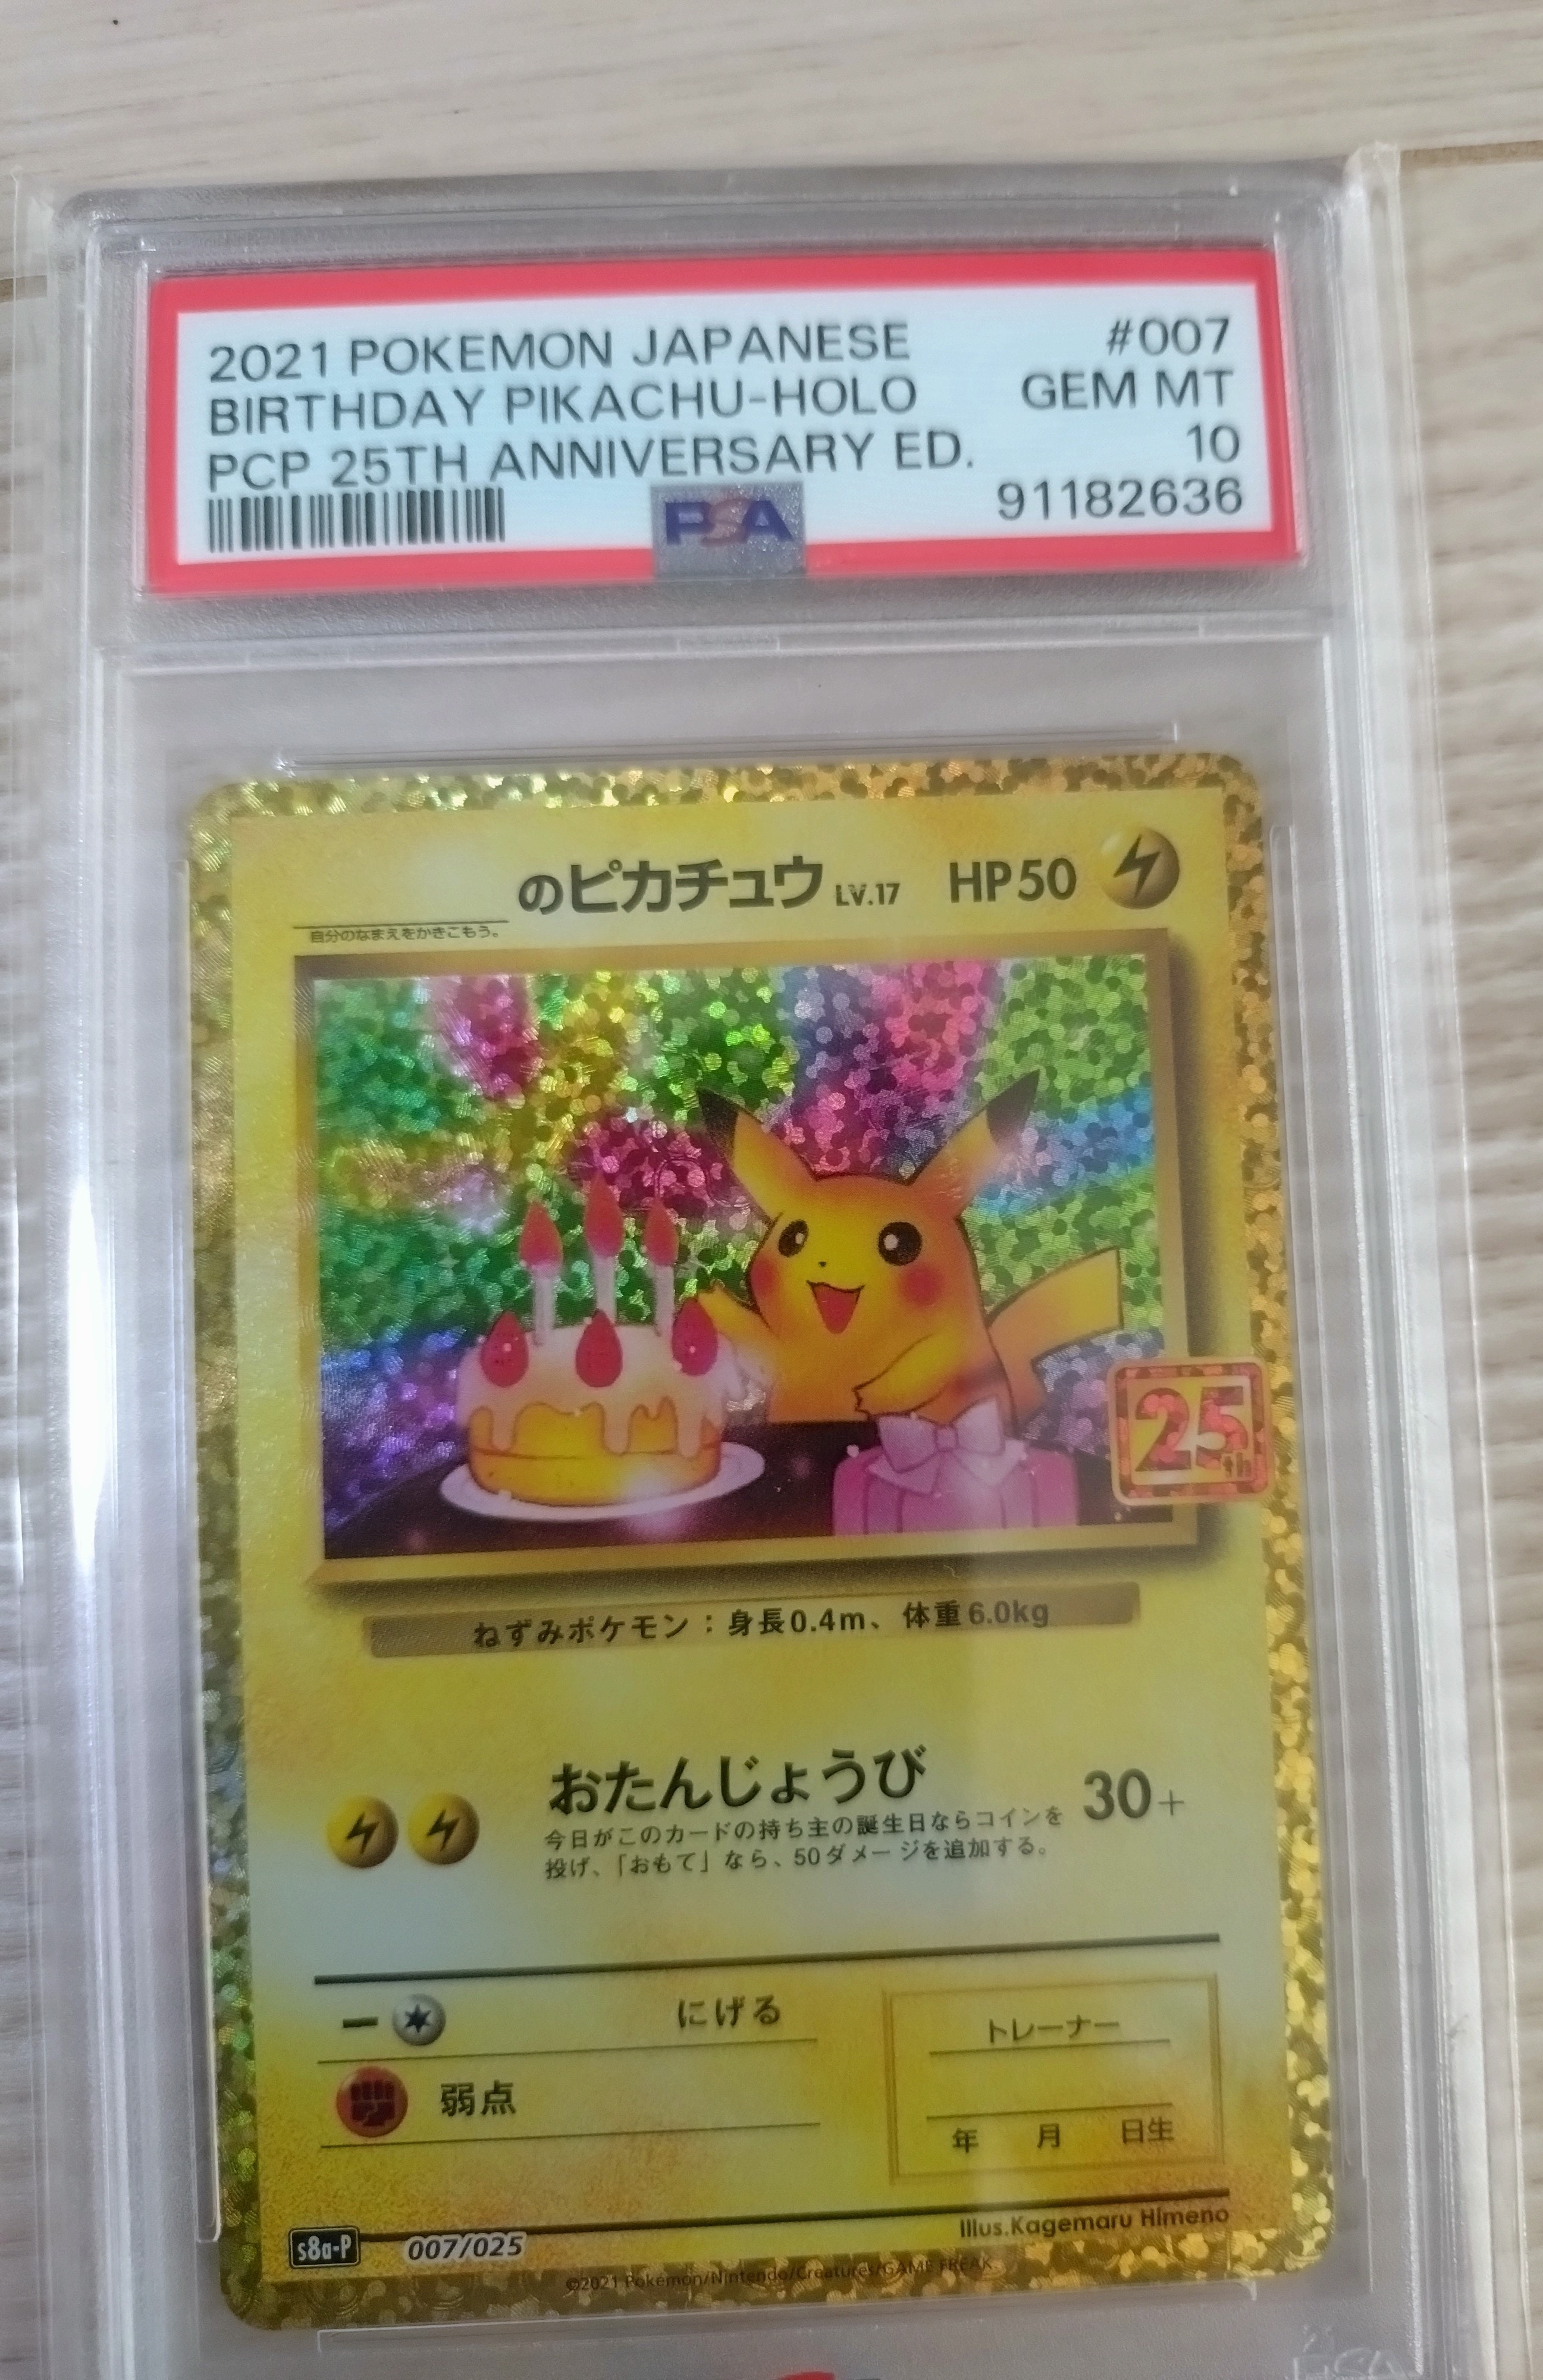 2021 POKEMON JAPANESE #007
BIRTHDAY PIKACHU-HOLO GEM MT
PCP 25TH ANNIVERSARY ED. 10
PSA 91182636
のピカチュウ LV.17 HP50
自分のなまえをかきこもう。
25th
ねずみポケモン：身長0.4m、体重6.0kg
おたんじょうび 30+
今日がこのカードの持ち主の誕生日ならコインを
投げ、「おもて」なら、50ダメージを追加する。
にげる
弱点
トレーナー
年 月 日生
Illus.Kagemaru Himeno
s8a-P 007/025
©2021 Pokémon/Nintendo/Creatures/GAME FREAK.